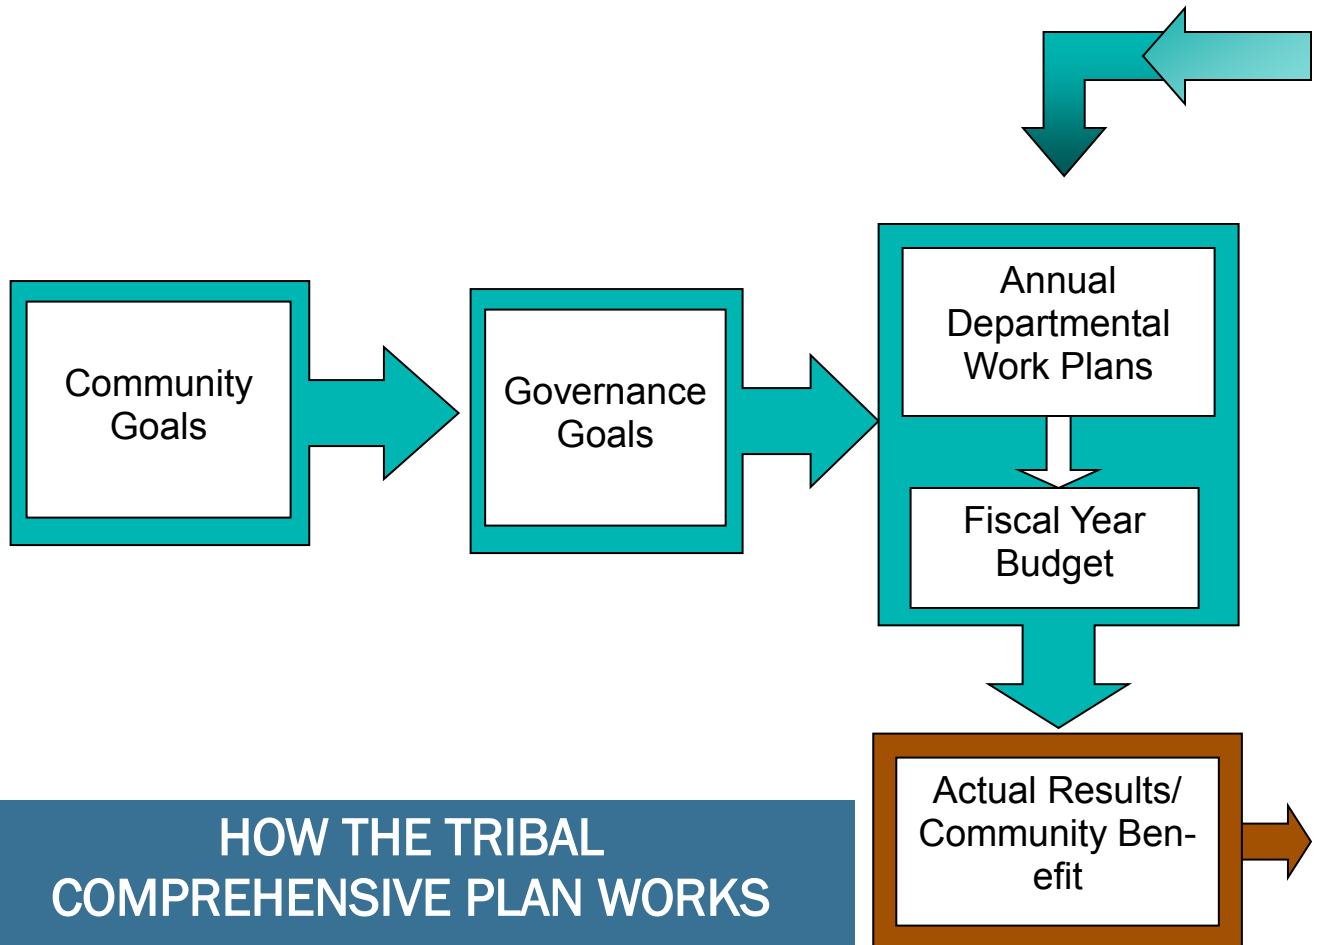 Community
Goals
Governance
Goals
Annual
Departmental
Work Plans
Fiscal Year
Budget
Actual Results/
Community Ben-
efit
HOW THE TRIBAL
COMPREHENSIVE PLAN WORKS